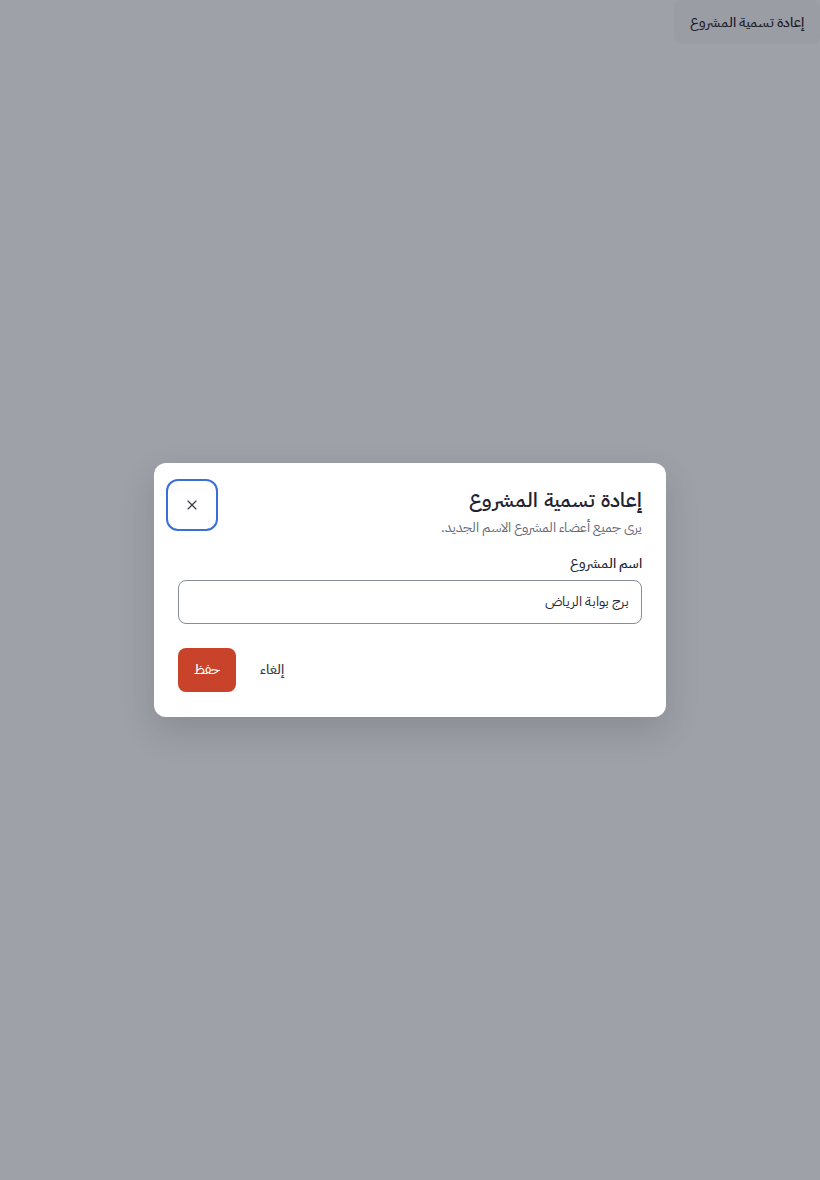 إعادة تسمية المشروع
إعادة تسمية المشروع
يرى جميع أعضاء المشروع الاسم الجديد.
اسم المشروع
برج بوابة الرياض
إلغاء
حفظ